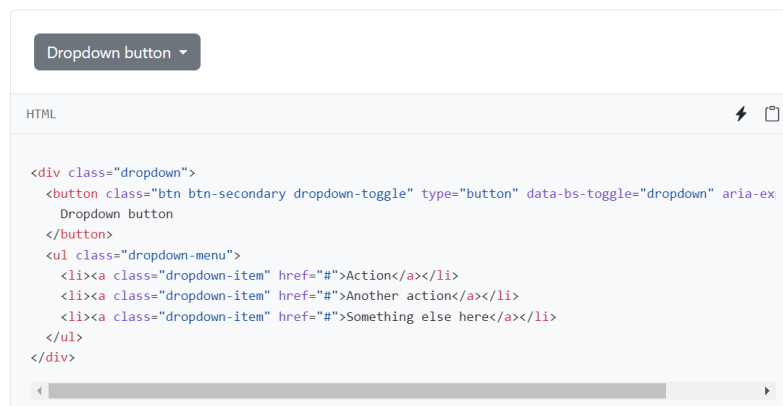 Dropdown button
HTML
<div class="dropdown">
  <button class="btn btn-secondary dropdown-toggle" type="button" data-bs-toggle="dropdown" aria-ex
    Dropdown button
  </button>
  <ul class="dropdown-menu">
    <li><a class="dropdown-item" href="#">Action</a></li>
    <li><a class="dropdown-item" href="#">Another action</a></li>
    <li><a class="dropdown-item" href="#">Something else here</a></li>
  </ul>
</div>